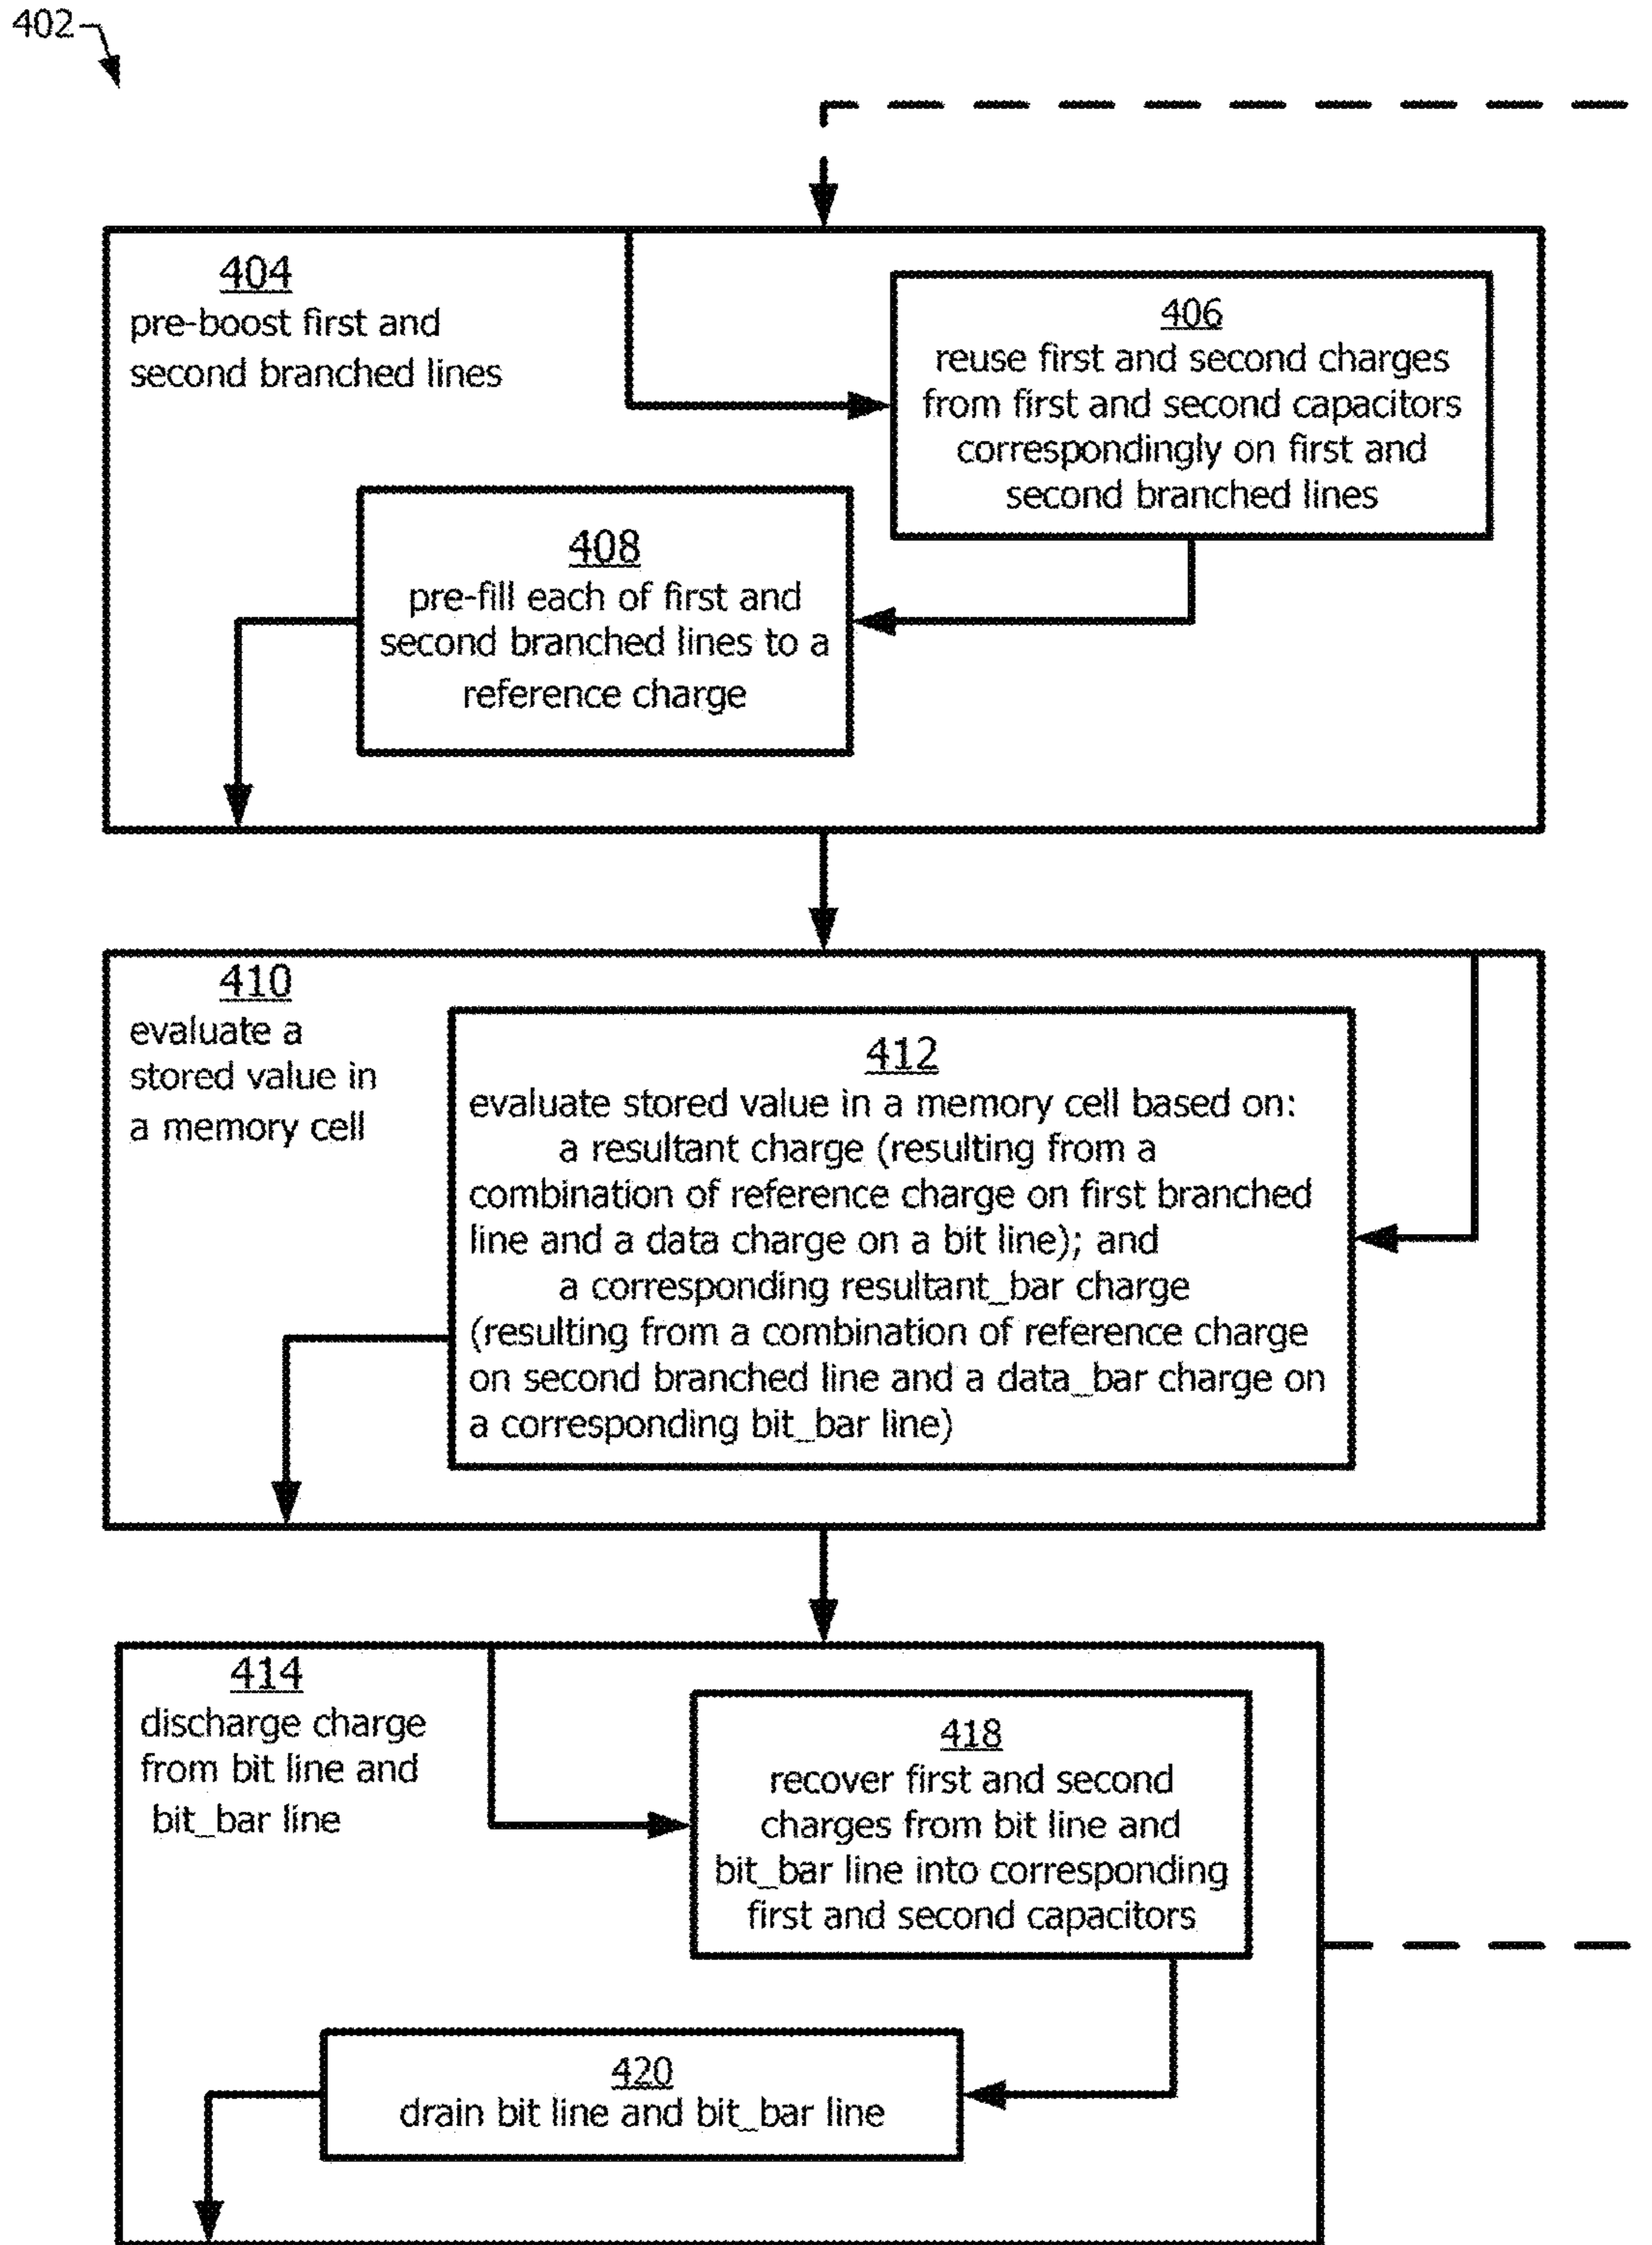 402
404
pre-boost first and
second branched lines
406
reuse first and second charges
from first and second capacitors
correspondingly on first and
second branched lines
408
pre-fill each of first and
second branched lines to a
reference charge
410
evaluate a
stored value in
a memory cell
412
evaluate stored value in a memory cell based on:
a resultant charge (resulting from a
combination of reference charge on first branched
line and a data charge on a bit line); and
a corresponding resultant_bar charge
(resulting from a combination of reference charge
on second branched line and a data_bar charge on
a corresponding bit_bar line)
414
discharge charge
from bit line and
bit_bar line
418
recover first and second
charges from bit line and
bit_bar line into corresponding
first and second capacitors
420
drain bit line and bit_bar line